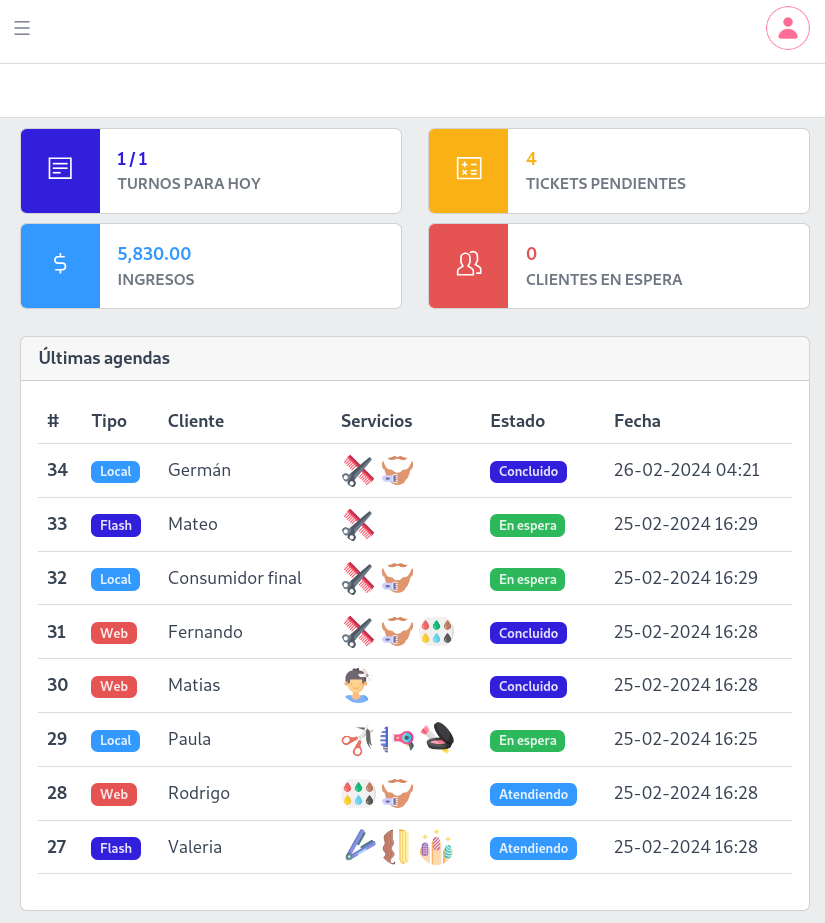 1 / 1
TURNOS PARA HOY
4
TICKETS PENDIENTES
5,830.00
INGRESOS
0
CLIENTES EN ESPERA
Últimas agendas
# Tipo Cliente Servicios Estado Fecha
34 Local Germán Concluido 26-02-2024 04:21
33 Flash Mateo En espera 25-02-2024 16:29
32 Local Consumidor final En espera 25-02-2024 16:29
31 Web Fernando Concluido 25-02-2024 16:28
30 Web Matias Concluido 25-02-2024 16:28
29 Local Paula En espera 25-02-2024 16:25
28 Web Rodrigo Atendiendo 25-02-2024 16:28
27 Flash Valeria Atendiendo 25-02-2024 16:28